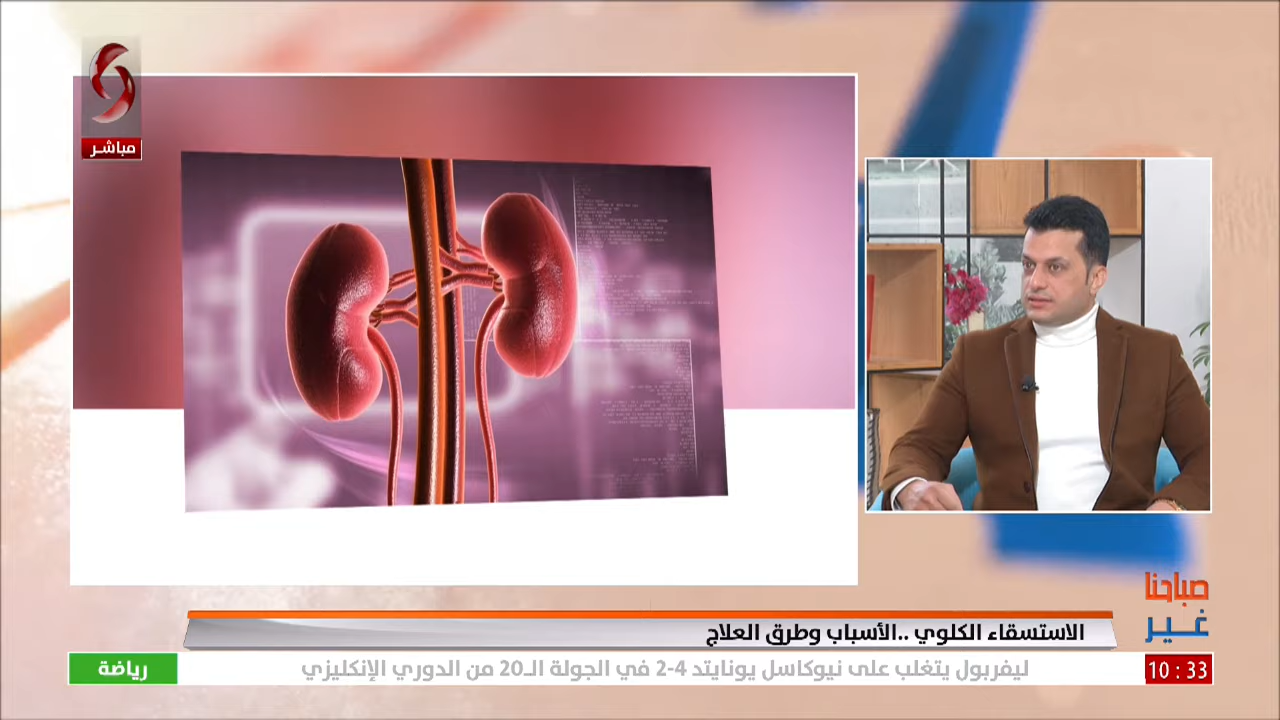 مباشر
صباحنا
غير
الاستسقاء الكلوي ..الأسباب وطرق العلاج
10 : 33
ليفربول يتغلب على نيوكاسل يونايتد 4-2 في الجولة الـ20 من الدوري الإنكليزي
رياضة